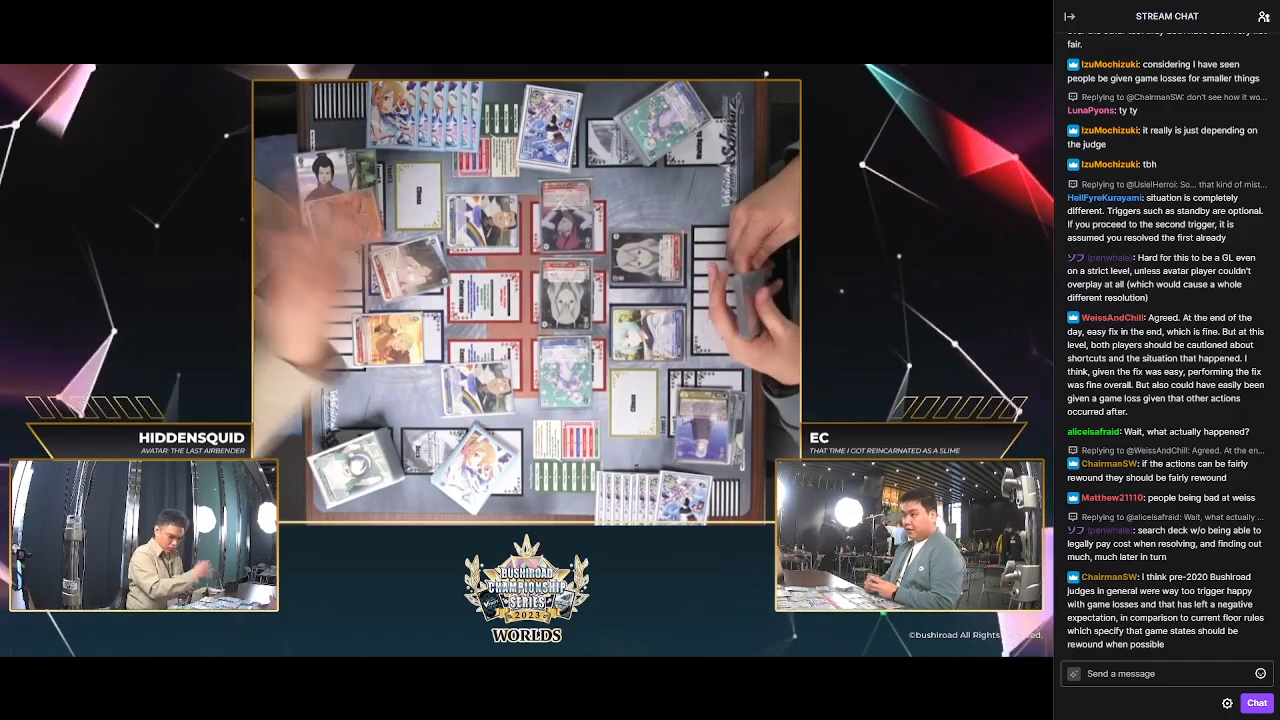 HIDDENSQUID
AVATAR: THE LAST AIRBENDER
EC
THAT TIME I GOT REINCARNATED AS A SLIME
BUSHIROAD
CHAMPIONSHIP
SERIES
2023
WORLDS
©bushiroad All Rights
Climax
Climax
Center Stage
STREAM CHAT
fair.
IzuMochizuki: considering I have seen
people be given game losses for smaller things
Replying to @ChairmanSW: don't see how it wo...
LunaPyons: ty ty
IzuMochizuki: it really is just depending on
the judge
IzuMochizuki: tbh
Replying to @UsielHerroi: So... that kind of mist...
HellFyreKurayami: situation is completely
different. Triggers such as standby are optional.
If you proceed to the second trigger, it is
assumed you resolved the first already
ゾフ (penwhale): Hard for this to be a GL even
on a strict level, unless avatar player couldn't
overplay at all (which would cause a whole
different resolution)
WeissAndChill: Agreed. At the end of the
day, easy fix in the end, which is fine. But at this
level, both players should be cautioned about
shortcuts and the situation that happened. I
think, given the fix was easy, performing the fix
was fine overall. But also could have easily been
given a game loss given that other actions
occurred after.
aliceisafraid: Wait, what actually happened?
Replying to @WeissAndChill: Agreed. At the en...
ChairmanSW: if the actions can be fairly
rewound they should be fairly rewound
Matthew21110: people being bad at weiss
Replying to @aliceisafraid: Wait, what actually ...
ゾフ (penwhale): search deck w/o being able to
legally pay cost when resolving, and finding out
much, much later in turn
ChairmanSW: i think pre-2020 Bushiroad
judges in general were way too trigger happy
with game losses and that has left a negative
expectation, in comparison to current floor rules
which specify that game states should be
rewound when possible
Send a message
Chat